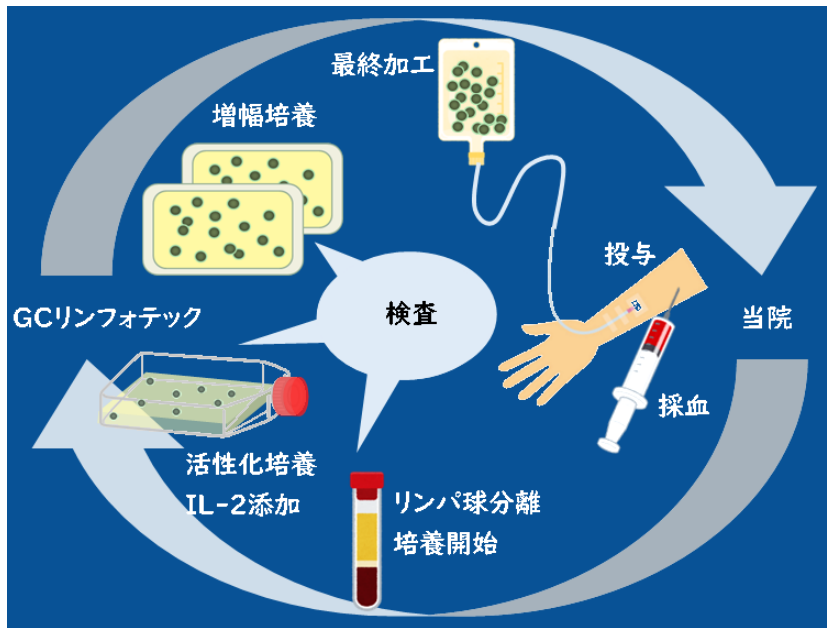 最終加工
増幅培養
投与
GCリンフォテック
検査
当院
採血
活性化培養
IL-2添加
リンパ球分離
培養開始